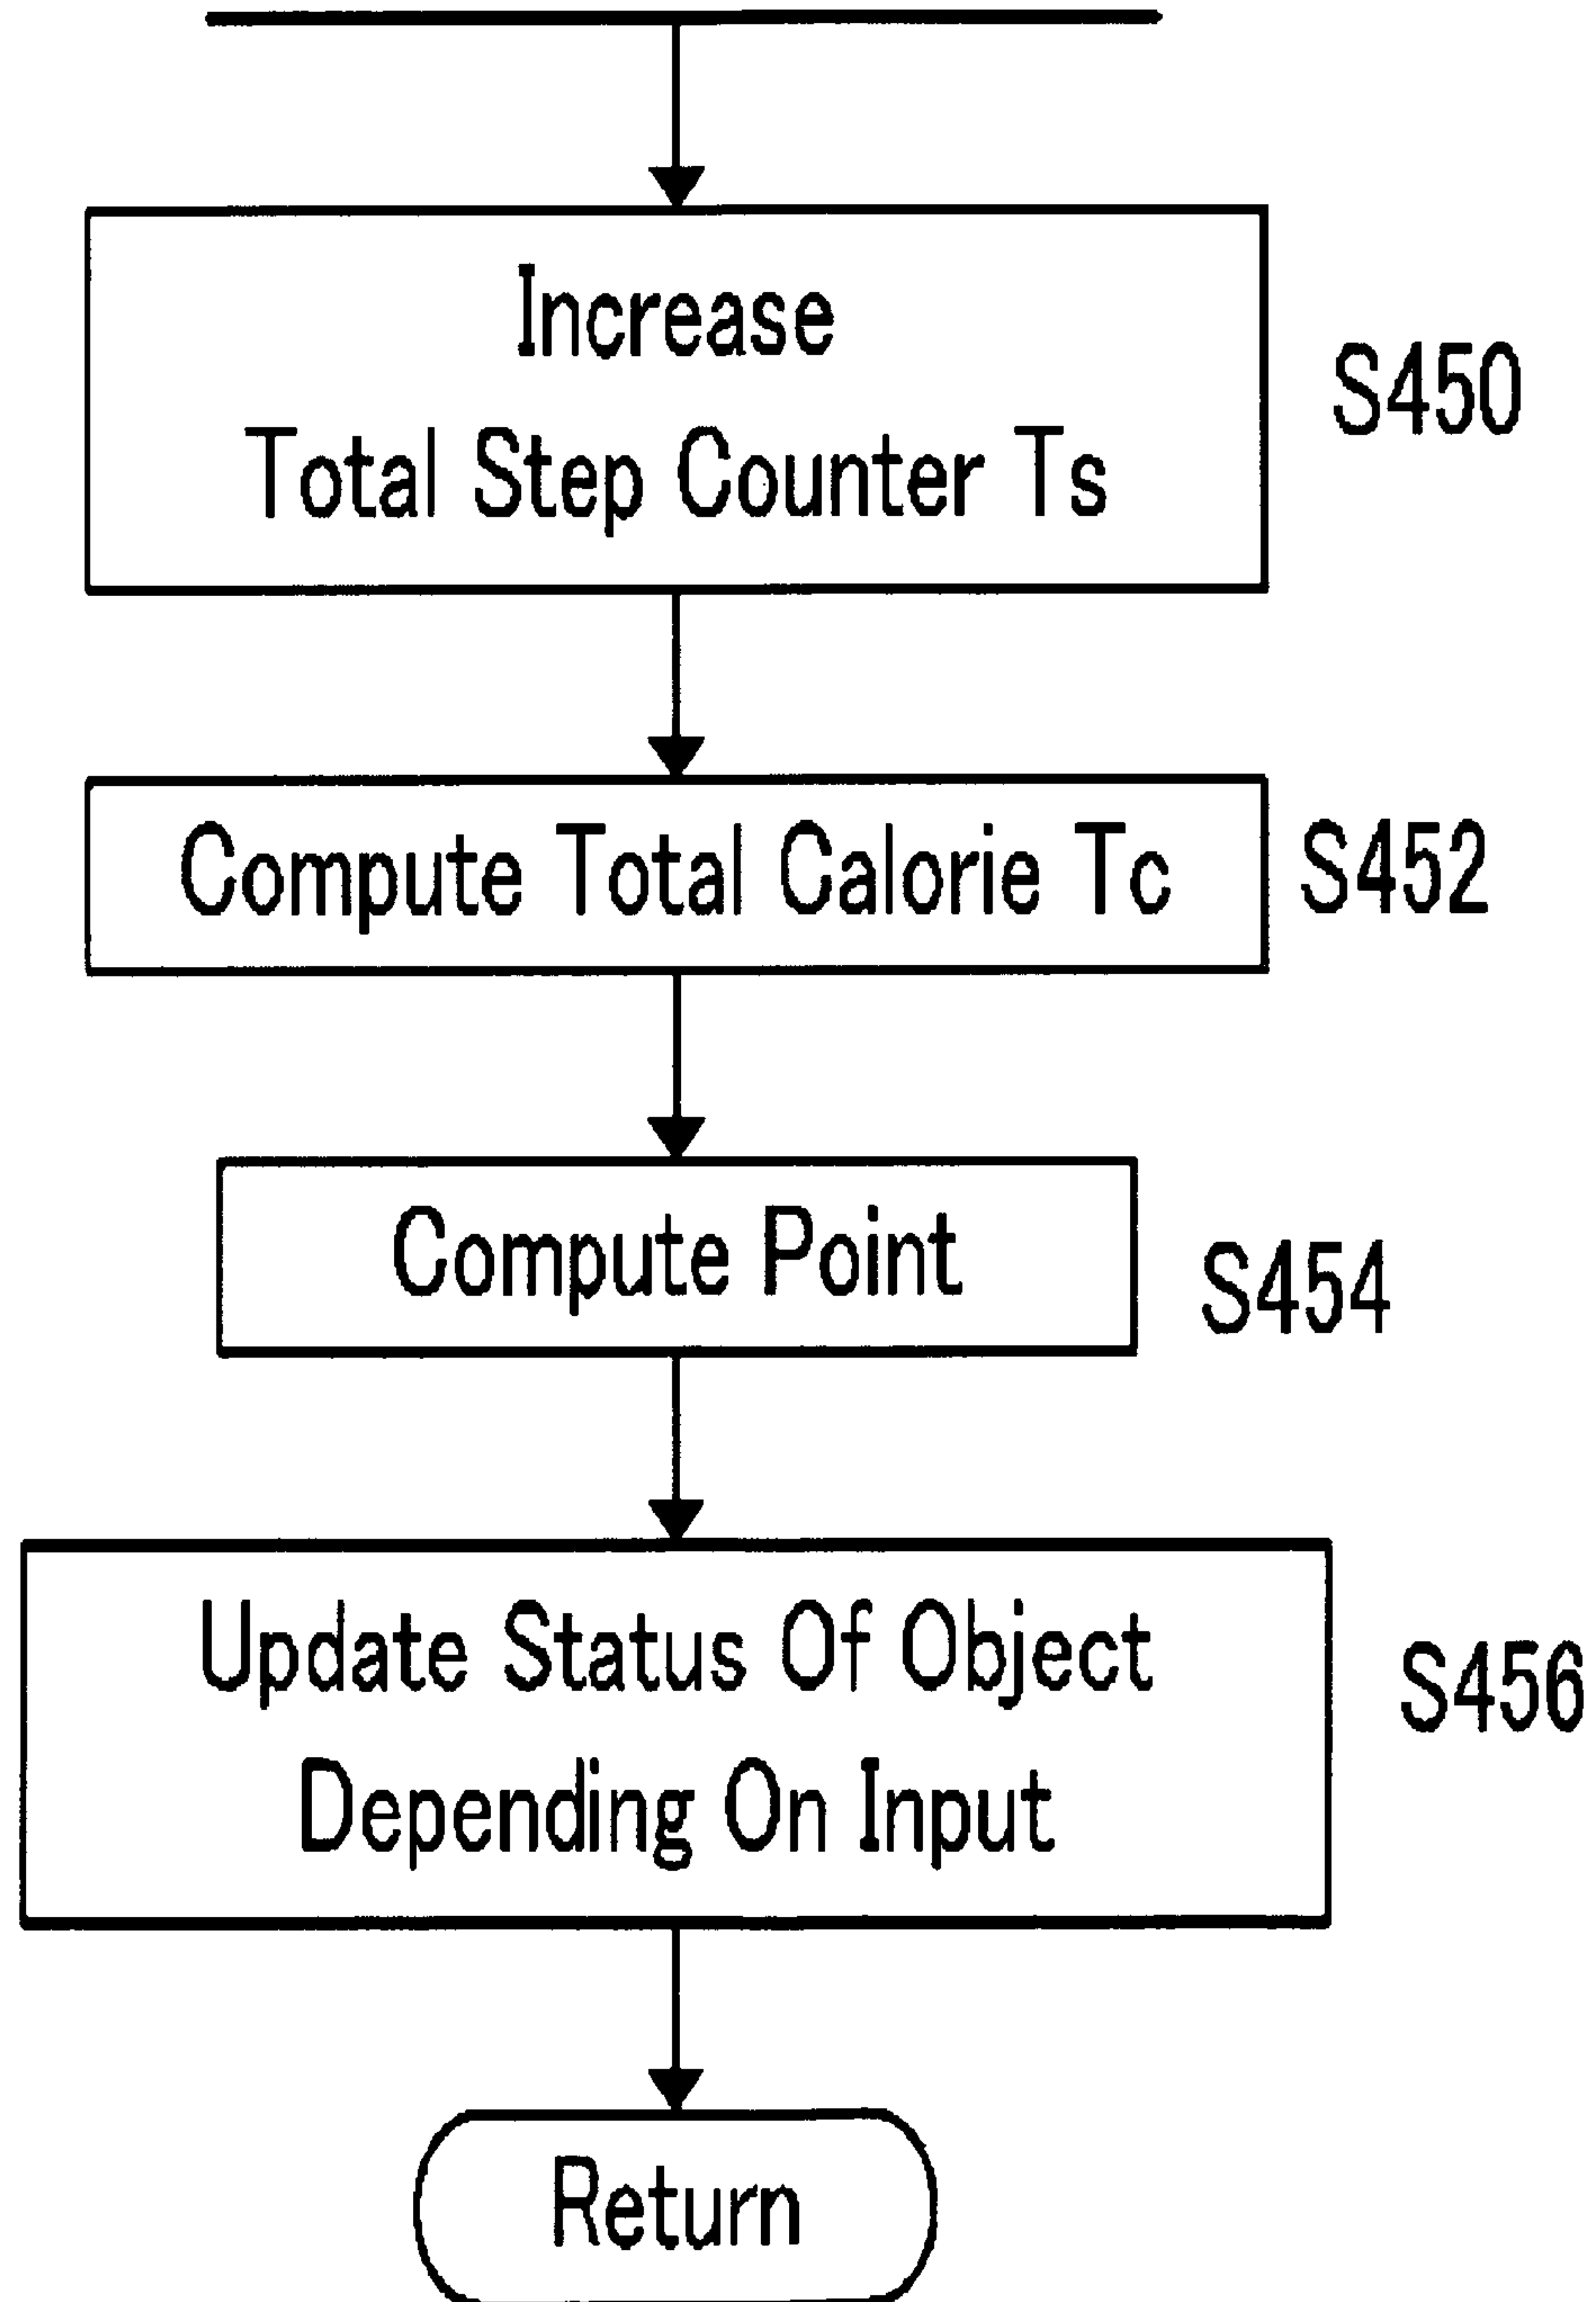 Increase
Total Step Counter Ts
S450
Compute Total Calorie Tc
S452
Compute Point
S454
Update Status Of Object
Depending On Input
S456
Return